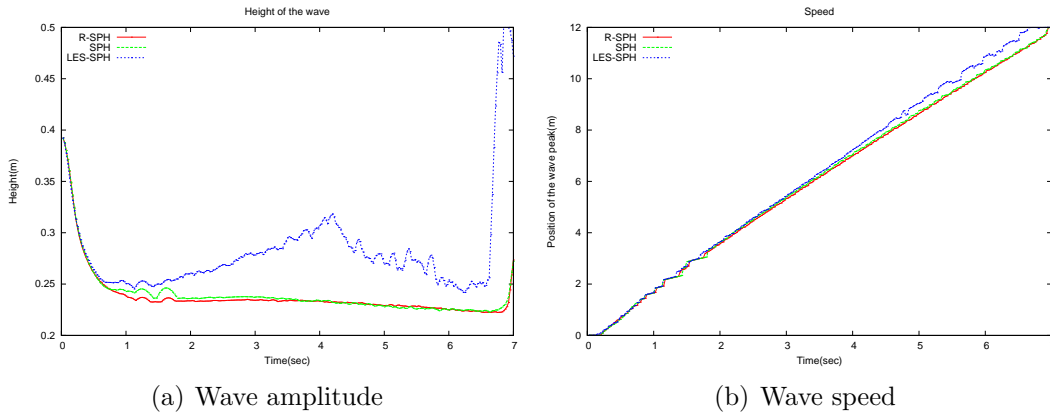 Height of the wave
0.5
0.45
0.4
0.35
0.3
0.25
0.2
Height(m)
R-SPH
SPH
LES-SPH
0 1 2 3 4 5 6 7
Time(sec)
(a) Wave amplitude
Speed
12
10
8
6
4
2
0
Position of the wave peak(m)
R-SPH
SPH
LES-SPH
0 1 2 3 4 5 6
Time(sec)
(b) Wave speed